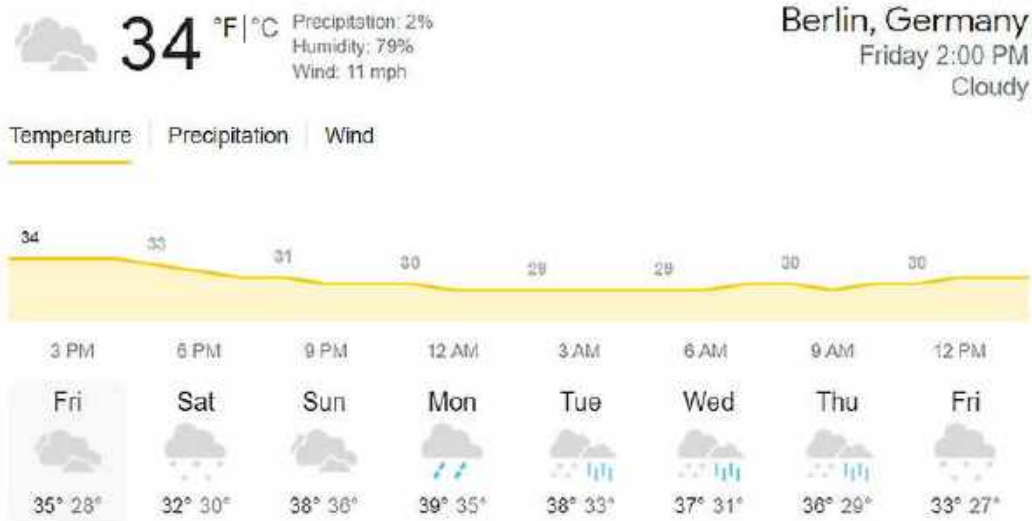 34 °F|°C
Precipitation: 2%
Humidity: 79%
Wind: 11 mph
Berlin, Germany
Friday 2:00 PM
Cloudy
Temperature Precipitation Wind
34 33 31 30 29 29 30 30
3 PM 6 PM 9 PM 12 AM 3 AM 6 AM 9 AM 12 PM
Fri Sat Sun Mon Tue Wed Thu Fri
35° 28° 32° 30° 38° 36° 39° 35° 38° 33° 37° 31° 36° 29° 33° 27°